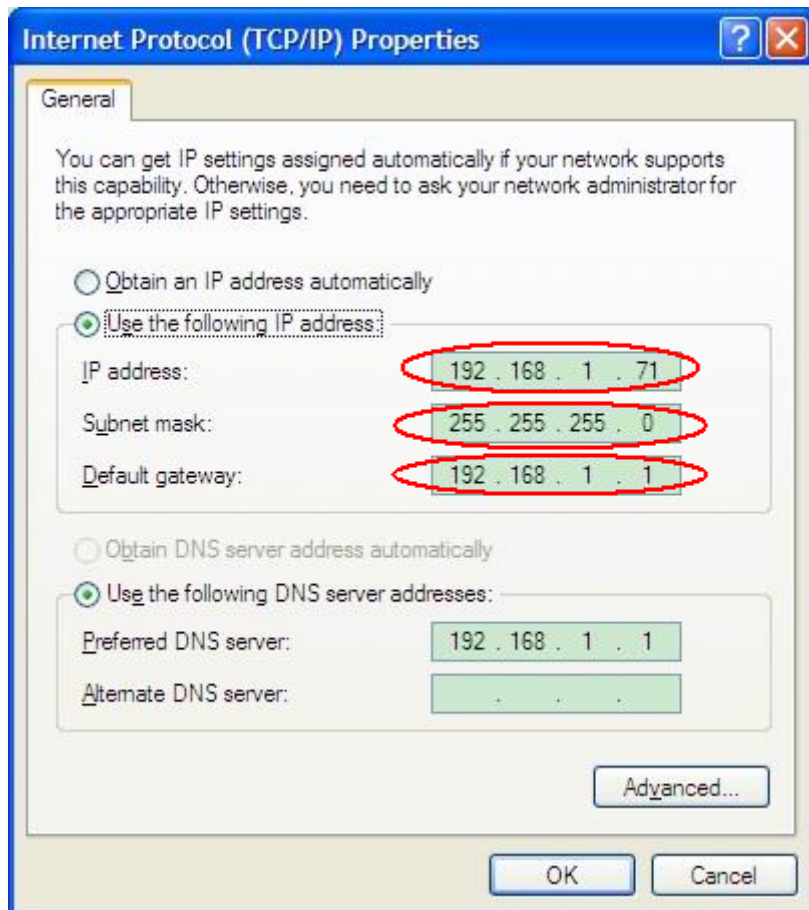 Internet Protocol (TCP/IP) Properties
General
You can get IP settings assigned automatically if your network supports
this capability. Otherwise, you need to ask your network administrator for
the appropriate IP settings.
Obtain an IP address automatically
Use the following IP address:
IP address: 192 . 168 . 1 . 71
Subnet mask: 255 . 255 . 255 . 0
Default gateway: 192 . 168 . 1 . 1
Obtain DNS server address automatically
Use the following DNS server addresses:
Preferred DNS server: 192 . 168 . 1 . 1
Alternate DNS server: . . .
Advanced...
OK Cancel